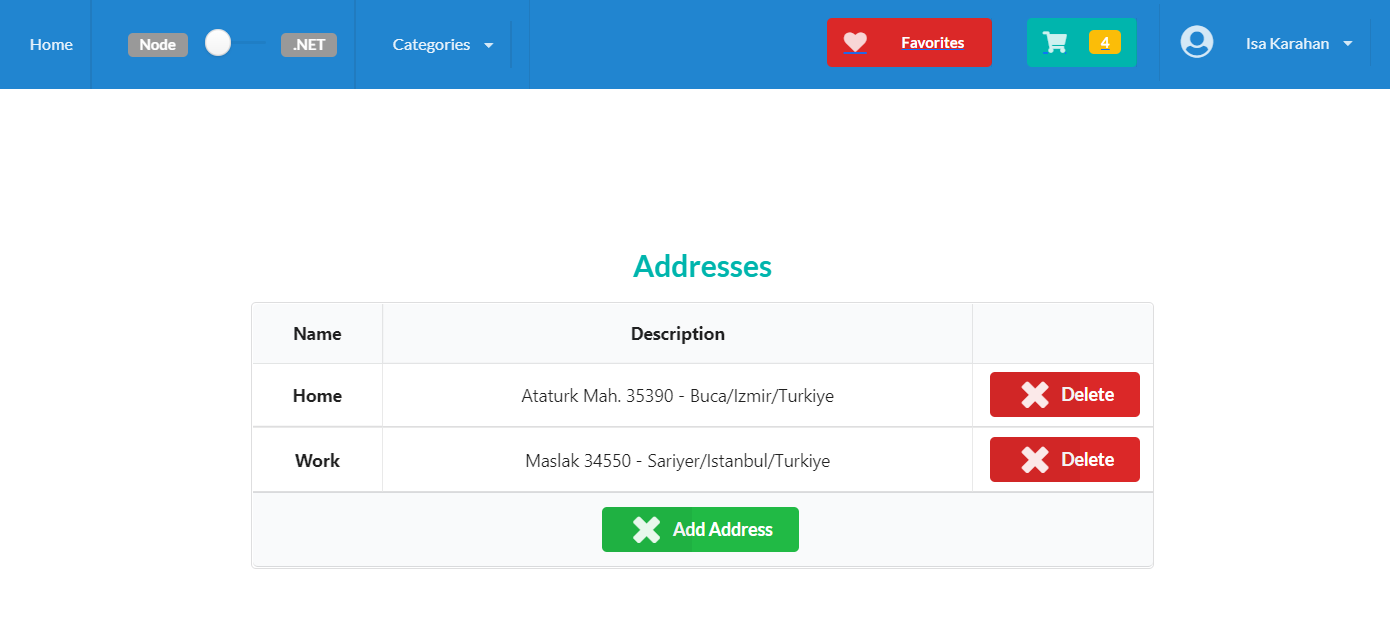 Home Node .NET Categories Favorites 4 Isa Karahan
Addresses
Name Description
Home Ataturk Mah. 35390 - Buca/Izmir/Turkiye Delete
Work Maslak 34550 - Sariyer/Istanbul/Turkiye Delete
Add Address